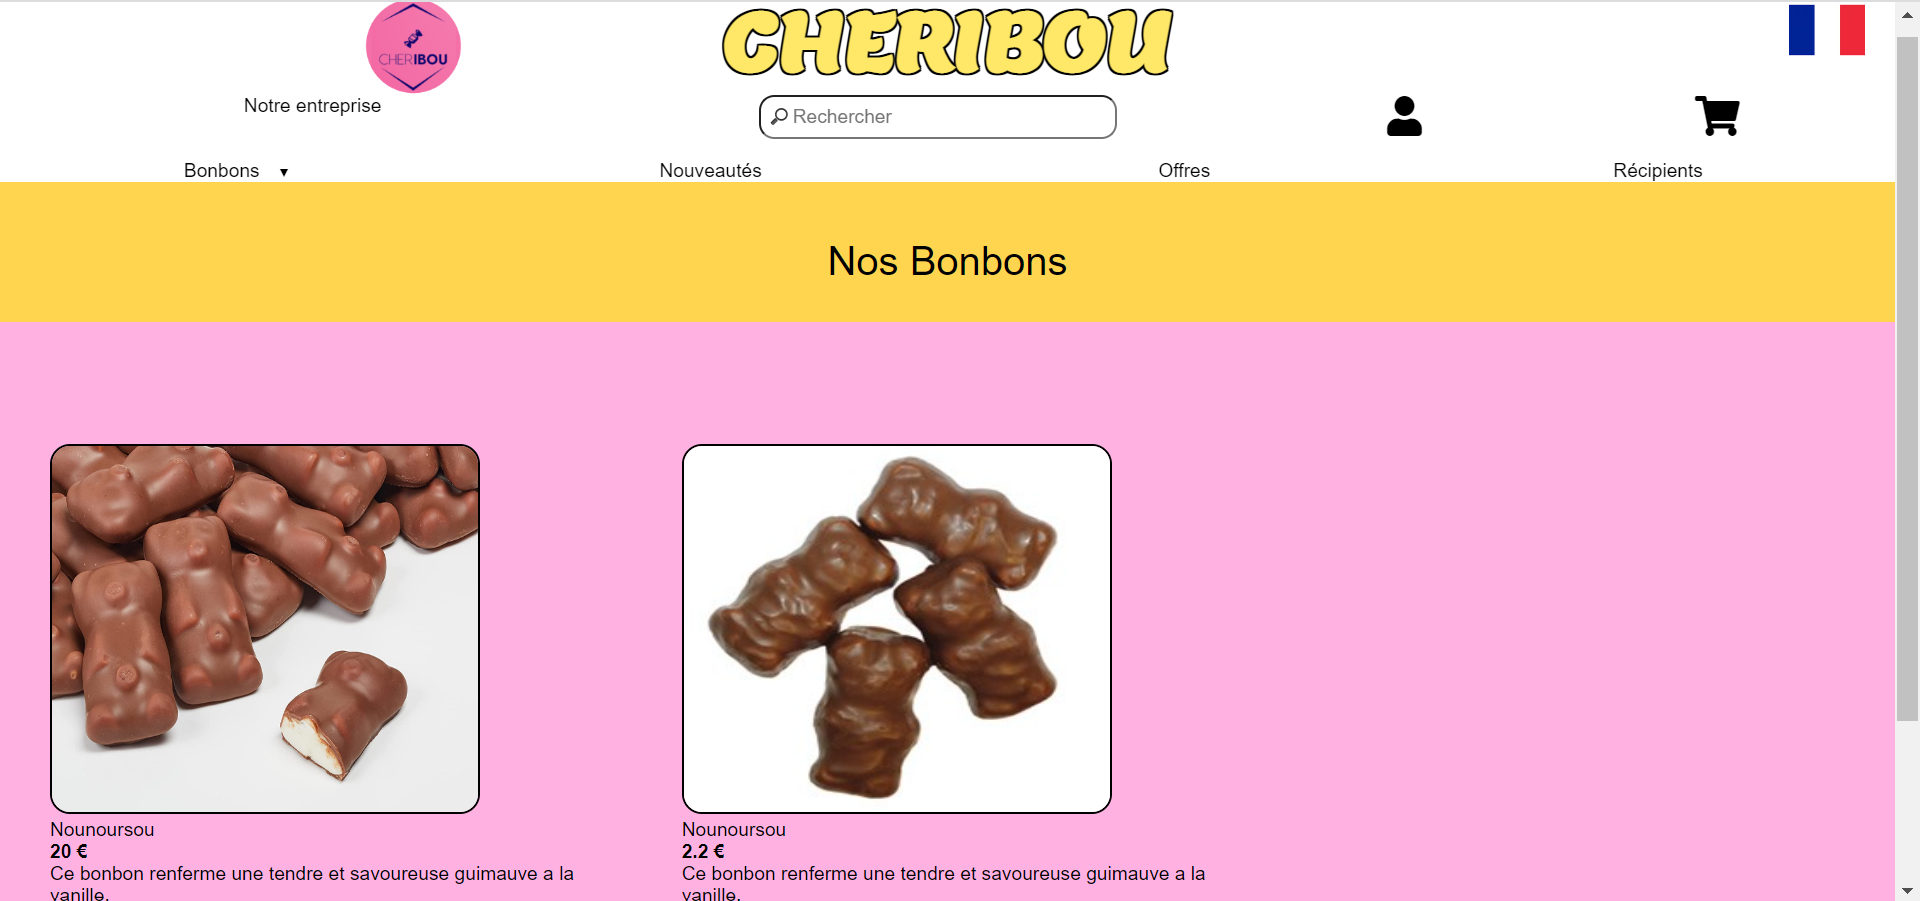 CHERIBOU
CHERIBOU
Notre entreprise
Rechercher
Bonbons ▼
Nouveautés
Offres
Récipients
Nos Bonbons
Nounoursou
20 €
Ce bonbon renferme une tendre et savoureuse guimauve a la
vanille.
Nounoursou
2.2 €
Ce bonbon renferme une tendre et savoureuse guimauve a la
vanille.